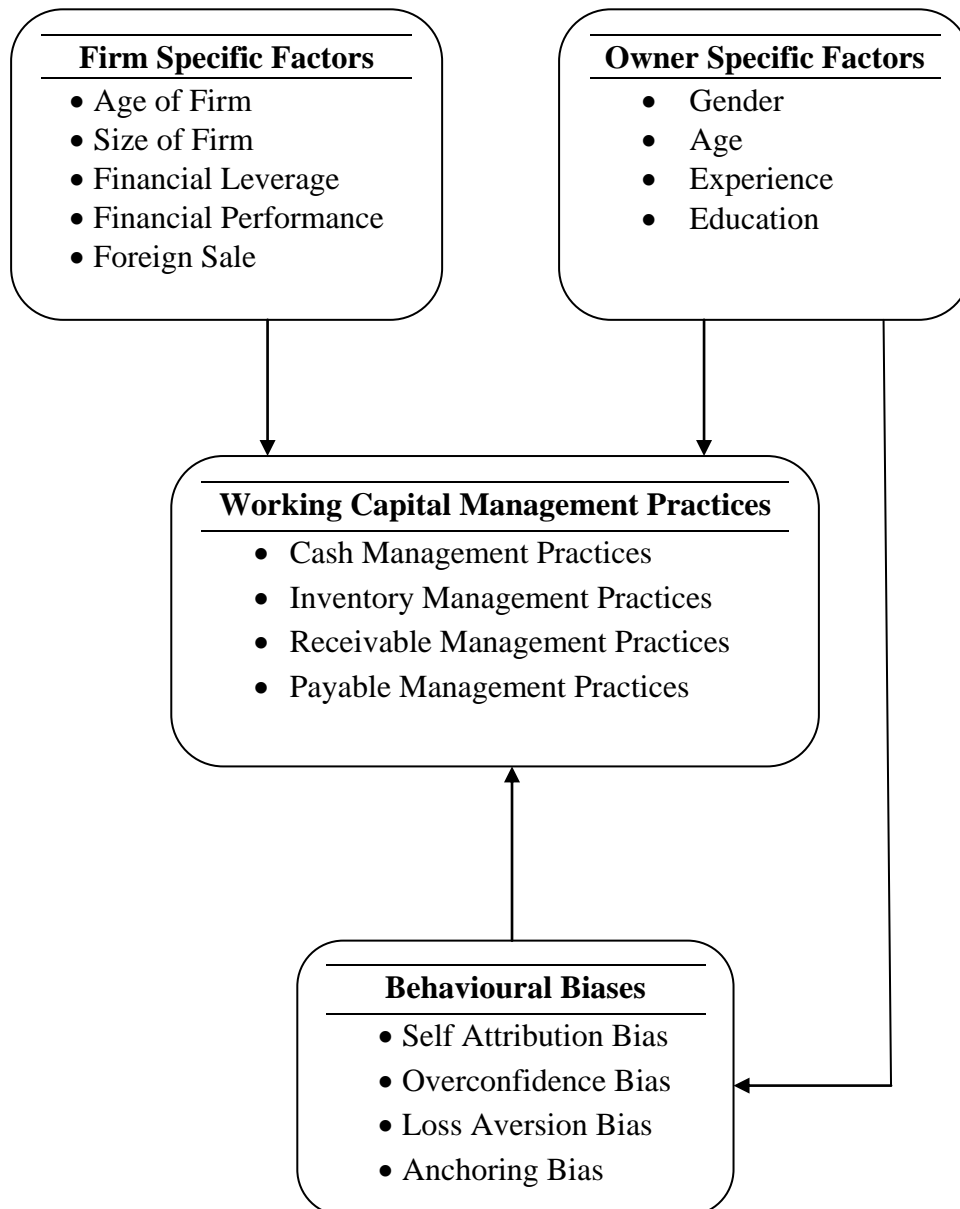 Firm Specific Factors
• Age of Firm
• Size of Firm
• Financial Leverage
• Financial Performance
• Foreign Sale
Owner Specific Factors
• Gender
• Age
• Experience
• Education
Working Capital Management Practices
• Cash Management Practices
• Inventory Management Practices
• Receivable Management Practices
• Payable Management Practices
Behavioural Biases
• Self Attribution Bias
• Overconfidence Bias
• Loss Aversion Bias
• Anchoring Bias